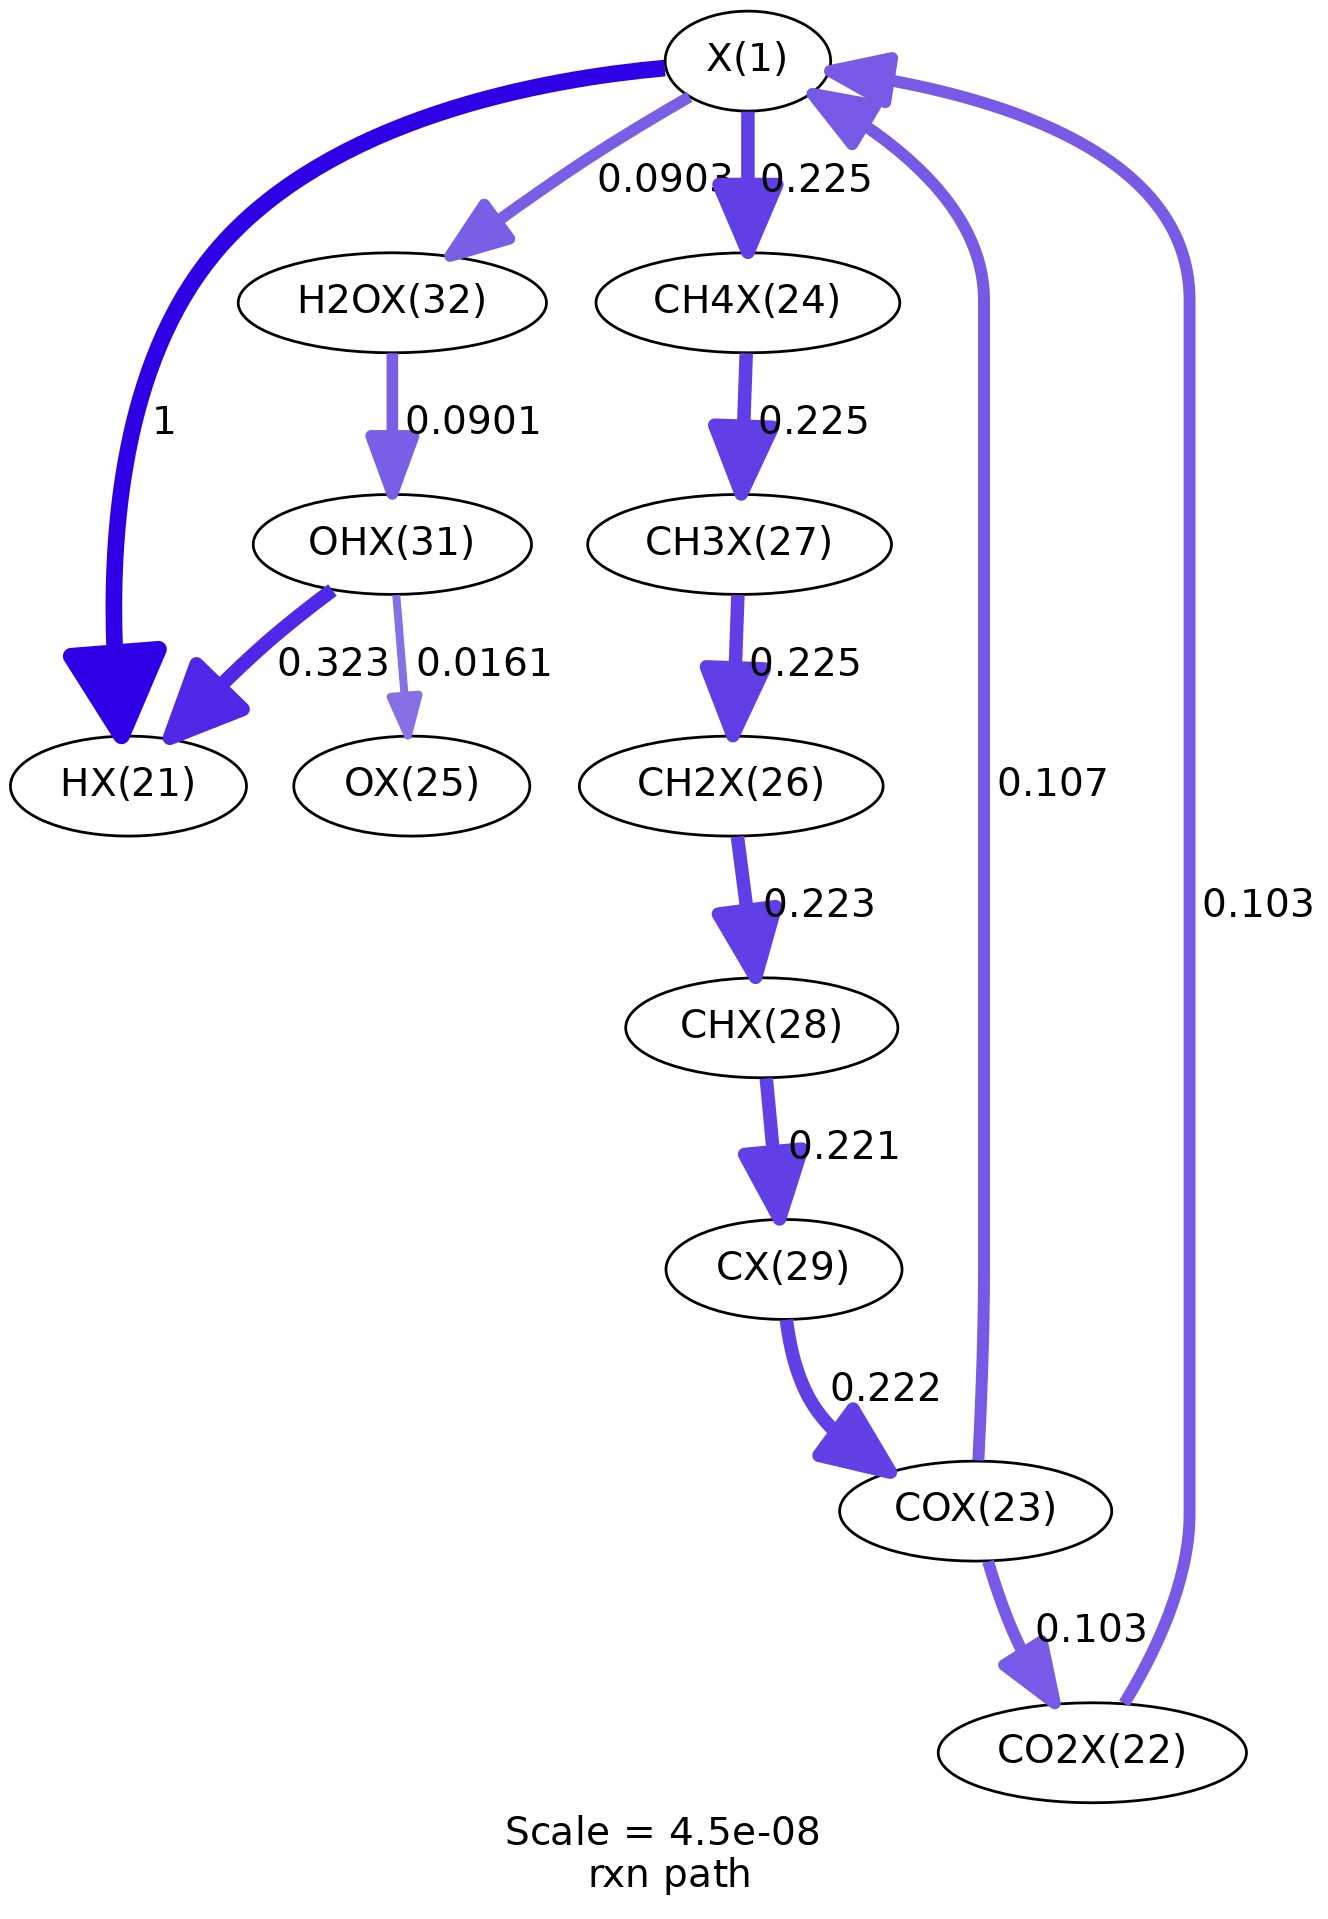 X(1)
0.0903
0.225
H2OX(32)
CH4X(24)
1
0.0901
0.225
OHX(31)
CH3X(27)
0.323
0.0161
0.225
HX(21)
OX(25)
CH2X(26)
0.107
0.223
0.103
CHX(28)
0.221
CX(29)
0.222
COX(23)
0.103
CO2X(22)
Scale = 4.5e-08
rxn path